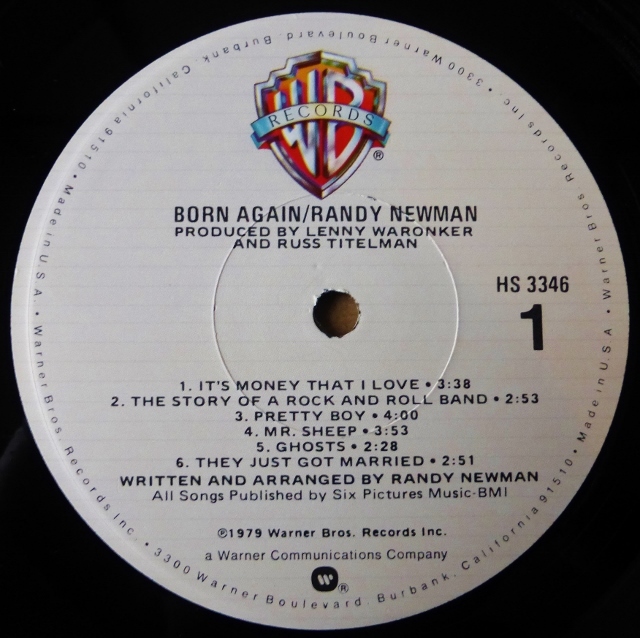 WB
RECORDS
®
BORN AGAIN/RANDY NEWMAN
PRODUCED BY LENNY WARONKER
AND RUSS TITELMAN
HS 3346
1
1. IT'S MONEY THAT I LOVE • 3:38
2. THE STORY OF A ROCK AND ROLL BAND • 2:53
3. PRETTY BOY • 4:00
4. MR. SHEEP • 3:53
5. GHOSTS • 2:28
6. THEY JUST GOT MARRIED • 2:51
WRITTEN AND ARRANGED BY RANDY NEWMAN
All Songs Published by Six Pictures Music-BMI
℗1979 Warner Bros. Records Inc.
a Warner Communications Company
®
Warner Bros. Records Inc. • 3300 Warner Boulevard, Burbank, California 91510 • Made in U.S.A. • Warner Bros. Records Inc. • 3300 Warner Boulevard, Burbank, California 91510 • Made in U.S.A. •